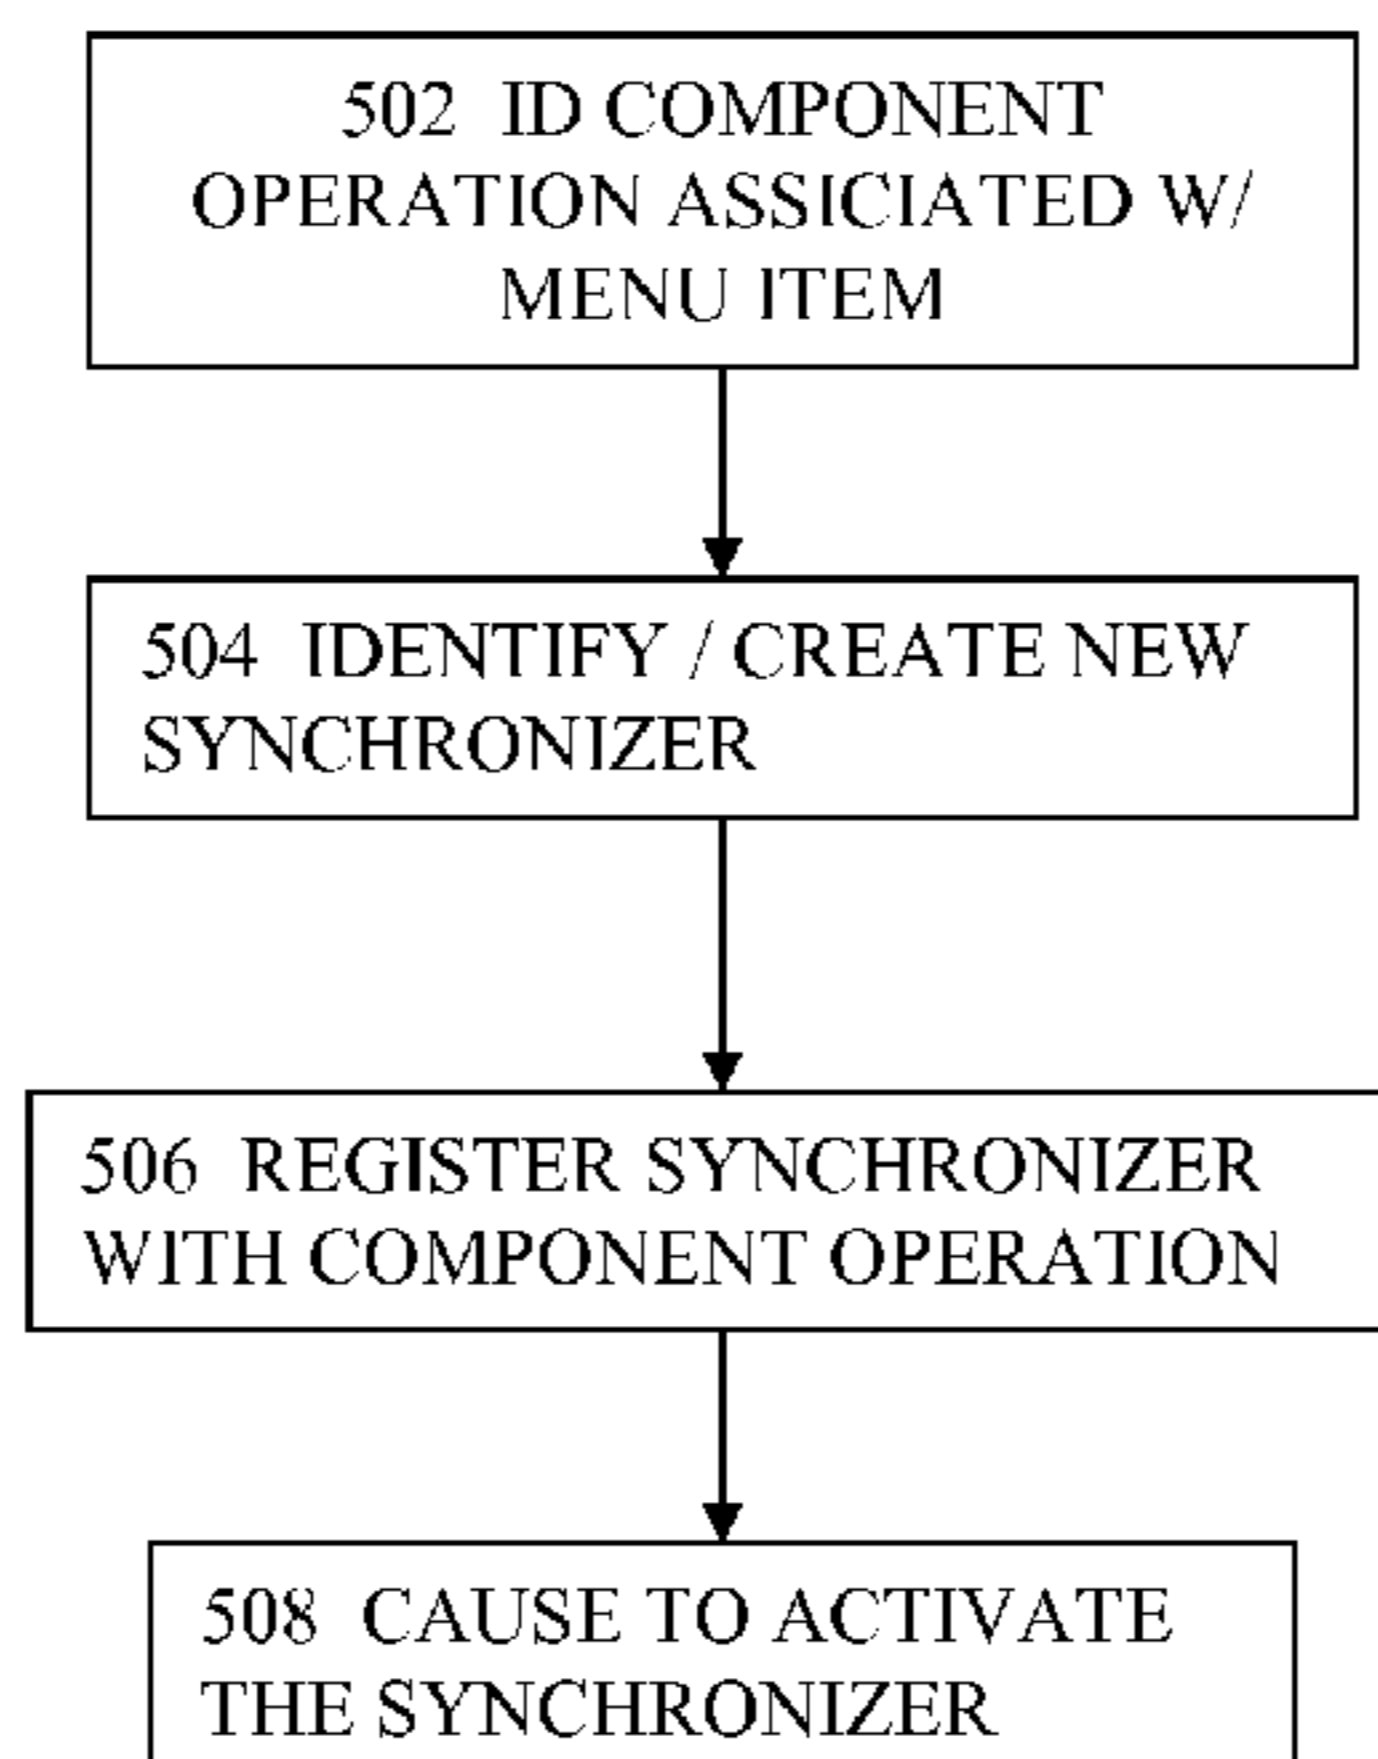 502 ID COMPONENT
OPERATION ASSICIATED W/
MENU ITEM
504 IDENTIFY / CREATE NEW
SYNCHRONIZER
506 REGISTER SYNCHRONIZER
WITH COMPONENT OPERATION
508 CAUSE TO ACTIVATE
THE SYNCHRONIZER